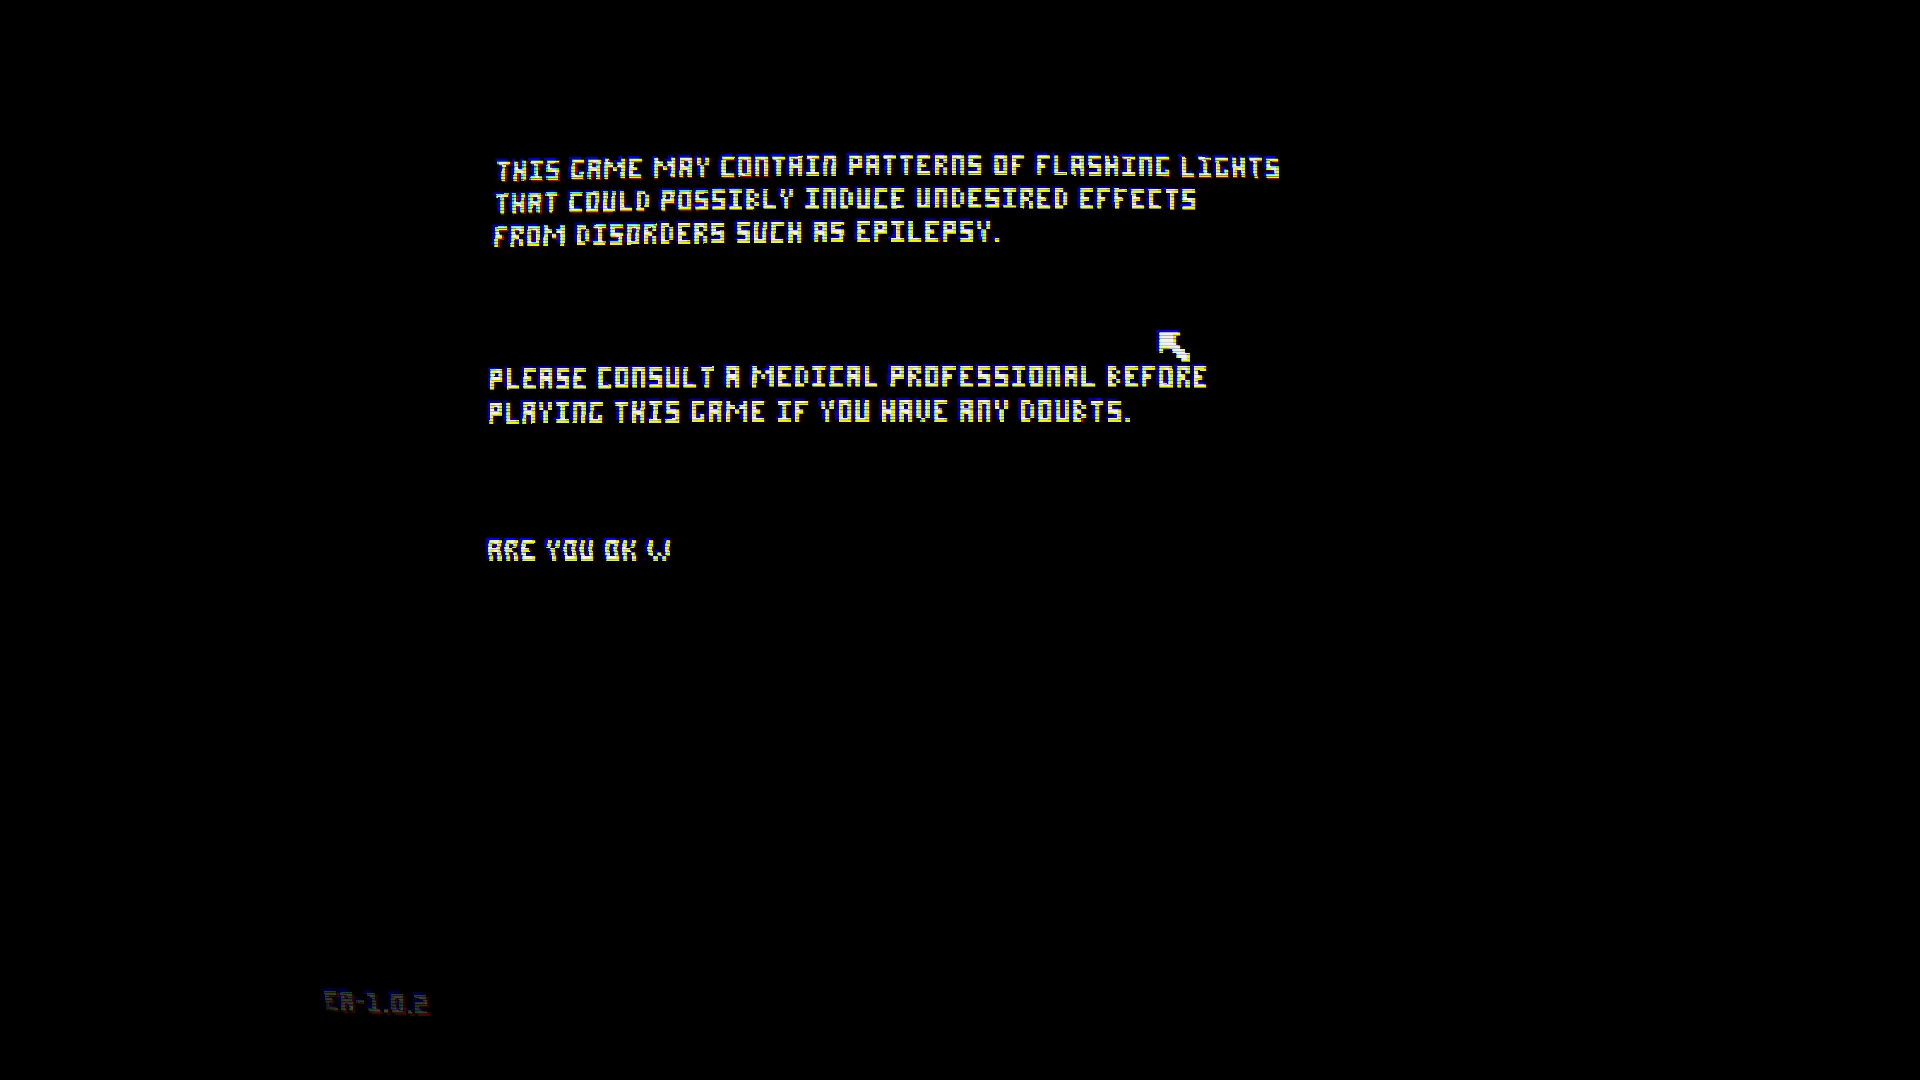 THIS GAME MAY CONTAIN PATTERNS OF FLASHING LIGHTS
THAT COULD POSSIBLY INDUCE UNDESIRED EFFECTS
FROM DISORDERS SUCH AS EPILEPSY.
PLEASE CONSULT A MEDICAL PROFESSIONAL BEFORE
PLAYING THIS GAME IF YOU HAVE ANY DOUBTS.
ARE YOU OK W
EA-1.0.2